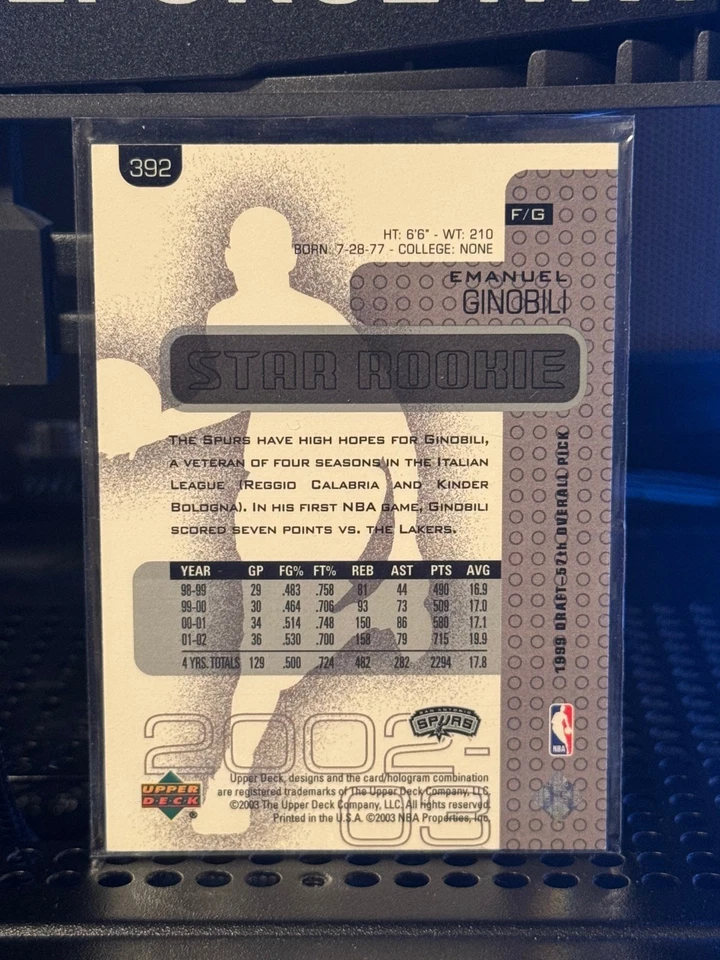 392
F/G
HT: 6'6" - WT: 210
BORN: 7-28-77 - COLLEGE: NONE
EMANUEL
GINOBILI
STAR ROOKIE
THE SPURS HAVE HIGH HOPES FOR GINOBILI,
A VETERAN OF FOUR SEASONS IN THE ITALIAN
LEAGUE (REGGIO CALABRIA AND KINDER
BOLOGNA). IN HIS FIRST NBA GAME, GINOBILI
SCORED SEVEN POINTS VS. THE LAKERS.
1999 DRAFT–57th OVERALL PICK
YEAR GP FG% FT% REB AST PTS AVG
98-99 29 .483 .758 81 44 490 16.9
99-00 30 .464 .706 93 73 509 17.0
00-01 34 .514 .748 150 86 580 17.1
01-02 36 .530 .700 158 79 715 19.9
4 YRS. TOTALS 129 .500 .724 482 282 2294 17.8
SAN ANTONIO
SPURS
NBA
2002-
03
UPPER
DECK
®
Upper Deck, designs and the card/hologram combination
are registered trademarks of The Upper Deck Company, LLC.
©2003 The Upper Deck Company, LLC. All rights reserved.
Printed in the U.S.A. ©2003 NBA Properties, Inc.